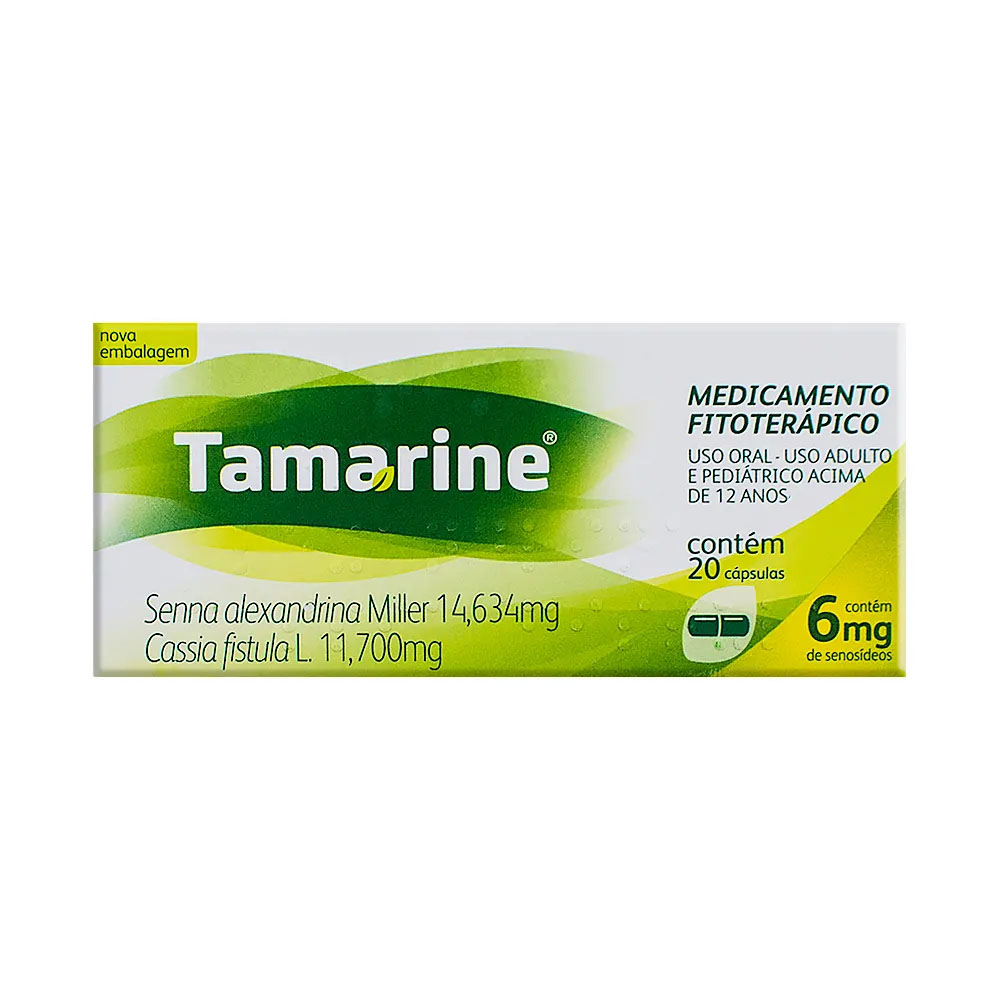 nova
embalagem
Tamarine®
Senna alexandrina Miller 14,634mg
Cassia fistula L. 11,700mg
MEDICAMENTO
FITOTERÁPICO
USO ORAL - USO ADULTO
E PEDIÁTRICO ACIMA
DE 12 ANOS
contém
20 cápsulas
contém
6mg
de senosídeos